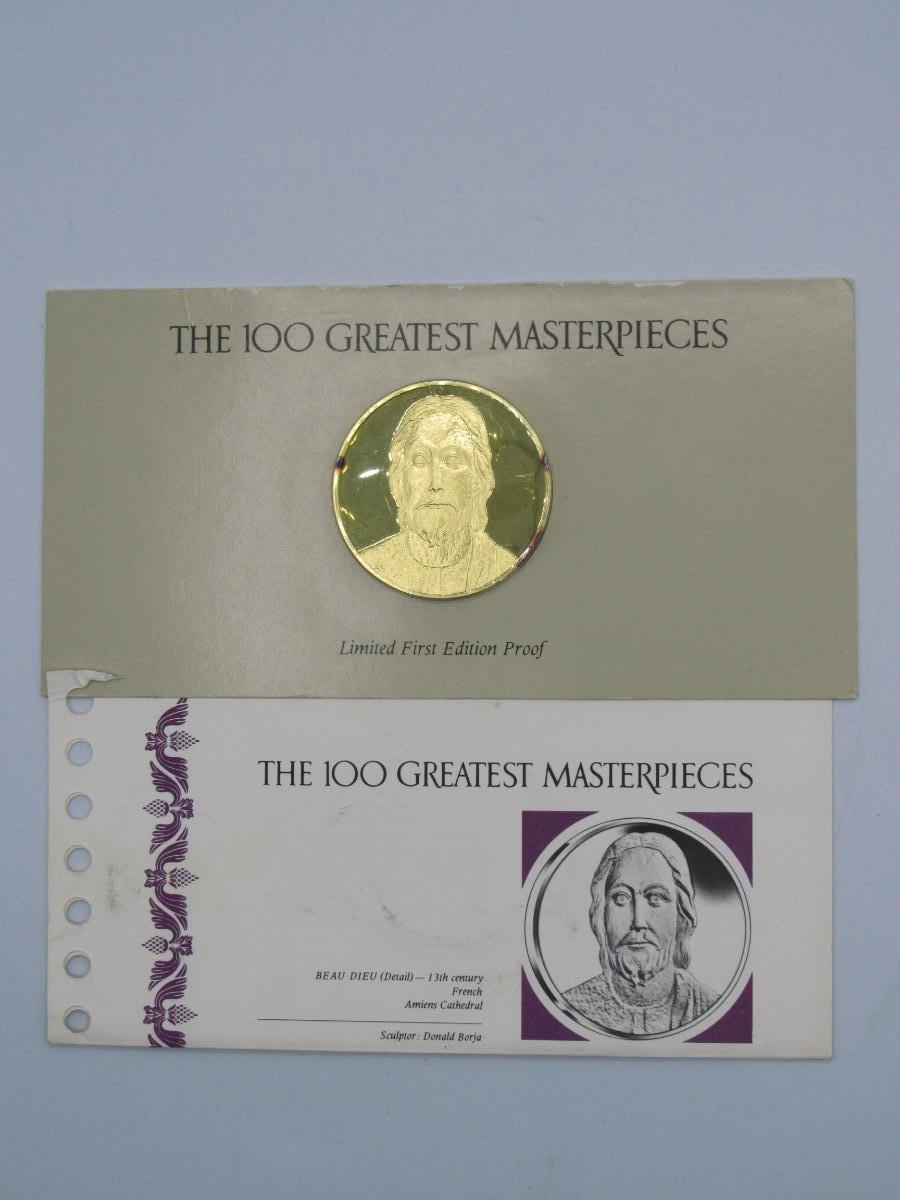 THE 100 GREATEST MASTERPIECES
Limited First Edition Proof
THE 100 GREATEST MASTERPIECES
BEAU DIEU (Detail) — 13th century
French
Amiens Cathedral
Sculptor: Donald Borja